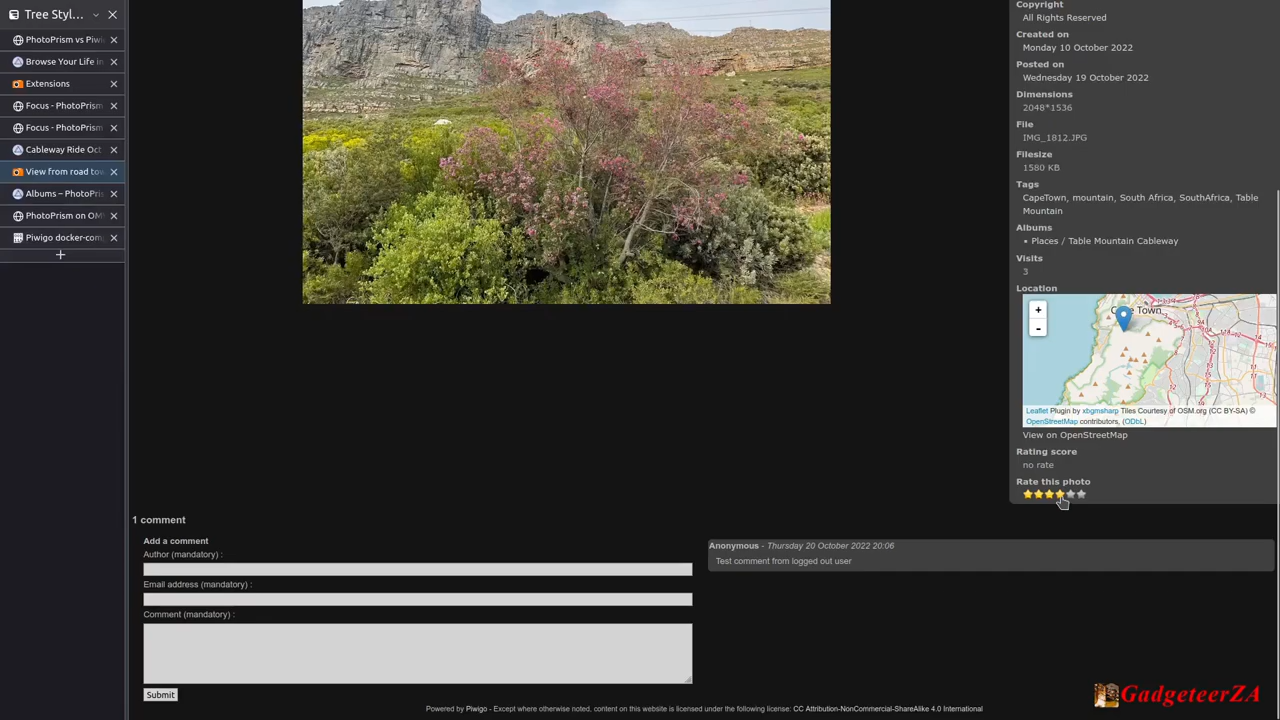 Tree Styl...
PhotoPrism vs Piw
Browse Your Life in
Extensions
Focus - PhotoPrism
Focus - PhotoPrism
Cableway Ride Oct
View from road tow
Albums – PhotoPris
PhotoPrism on OM
Piwigo docker-com
Copyright
All Rights Reserved
Created on
Monday 10 October 2022
Posted on
Wednesday 19 October 2022
Dimensions
2048*1536
File
IMG_1812.JPG
Filesize
1580 KB
Tags
CapeTown, mountain, South Africa, SouthAfrica, Table
Mountain
Albums
• Places / Table Mountain Cableway
Visits
3
Location
+
-
Town
Leaflet Plugin by xbgmsharp Tiles Courtesy of OSM.org (CC BY-SA) ©
OpenStreetMap contributors, (ODbL)
View on OpenStreetMap
Rating score
no rate
Rate this photo
1 comment
Add a comment
Author (mandatory) :
Email address (mandatory) :
Comment (mandatory) :
Submit
Anonymous - Thursday 20 October 2022 20:06
Test comment from logged out user
GadgeteerZA
Powered by Piwigo - Except where otherwise noted, content on this website is licensed under the following license: CC Attribution-NonCommercial-ShareAlike 4.0 International